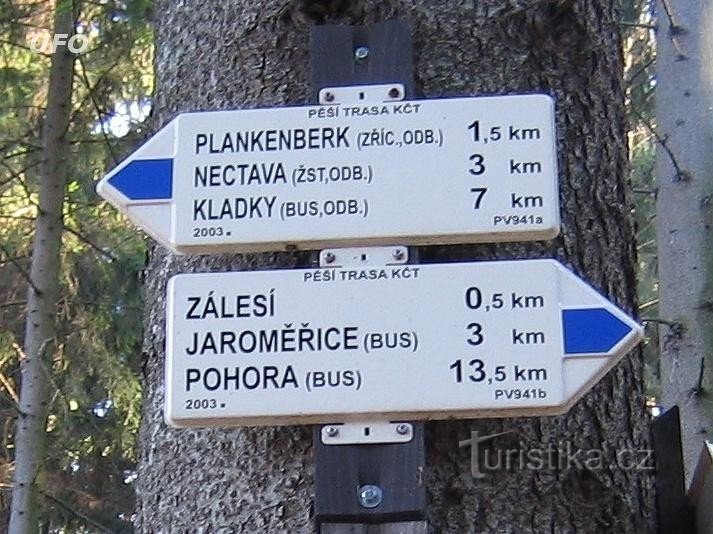 UFO
PĚŠÍ TRASA KČT
PLANKENBERK (ZŘÍC.,ODB.) 1,5 km
NECTAVA (ŽST,ODB.) 3 km
KLADKY (BUS,ODB.) 7 km
2003 PV941a
PĚŠÍ TRASA KČT
ZÁLESÍ 0,5 km
JAROMĚŘICE (BUS) 3 km
POHORA (BUS) 13,5 km
2003 PV941b
Turistika.cz